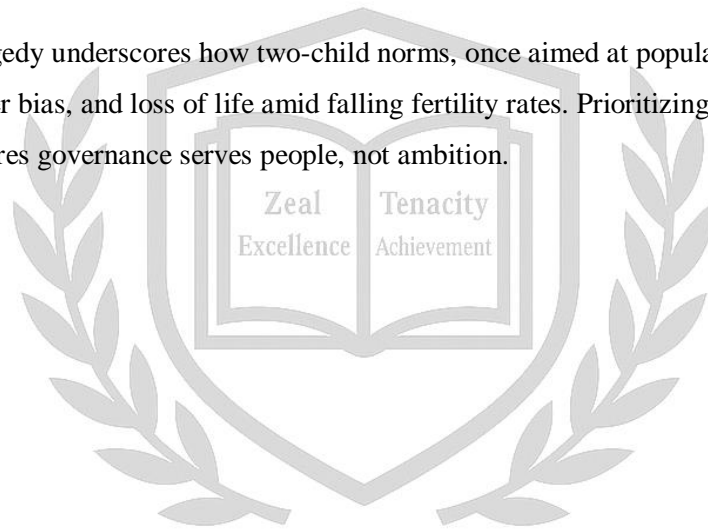 gedy underscores how two-child norms, once aimed at popula
r bias, and loss of life amid falling fertility rates. Prioritizing
res governance serves people, not ambition.
Zeal Tenacity
Excellence Achievement